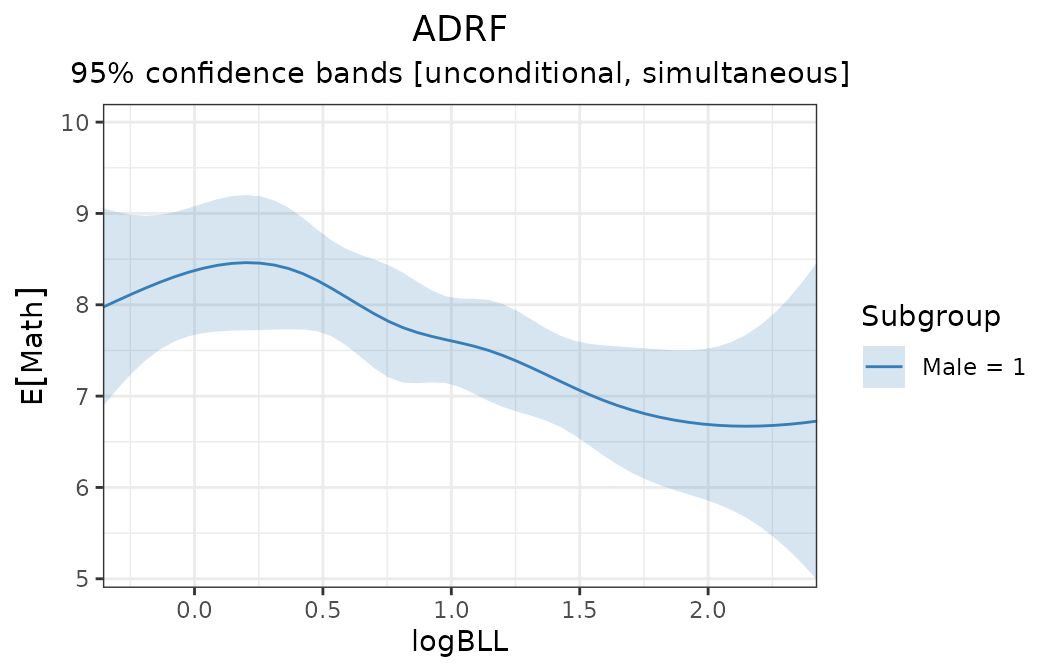 ADRF
95% confidence bands [unconditional, simultaneous]
10
9
8
7
6
5
E[Math]
0.0 0.5 1.0 1.5 2.0
logBLL
Subgroup
Male = 1